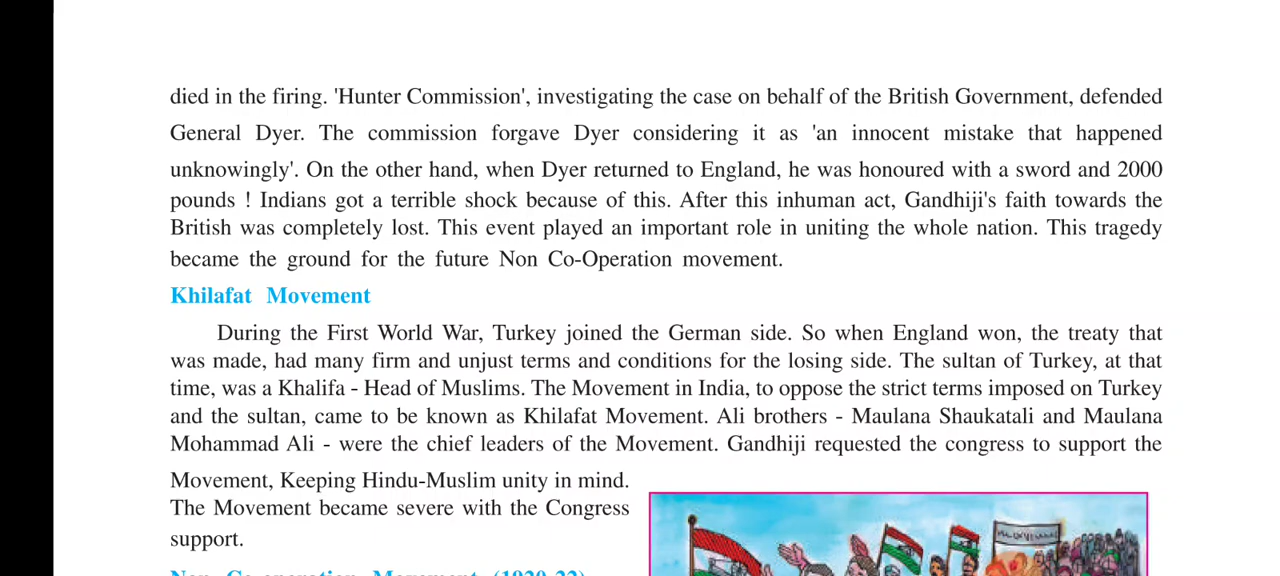 died in the firing. 'Hunter Commission', investigating the case on behalf of the British Government, defended
General Dyer. The commission forgave Dyer considering it as 'an innocent mistake that happened
unknowingly'. On the other hand, when Dyer returned to England, he was honoured with a sword and 2000
pounds ! Indians got a terrible shock because of this. After this inhuman act, Gandhiji's faith towards the
British was completely lost. This event played an important role in uniting the whole nation. This tragedy
became the ground for the future Non Co-Operation movement.
Khilafat Movement
During the First World War, Turkey joined the German side. So when England won, the treaty that
was made, had many firm and unjust terms and conditions for the losing side. The sultan of Turkey, at that
time, was a Khalifa - Head of Muslims. The Movement in India, to oppose the strict terms imposed on Turkey
and the sultan, came to be known as Khilafat Movement. Ali brothers - Maulana Shaukatali and Maulana
Mohammad Ali - were the chief leaders of the Movement. Gandhiji requested the congress to support the
Movement, Keeping Hindu-Muslim unity in mind.
The Movement became severe with the Congress
support.
Non Co-operation Movement (1920-22)